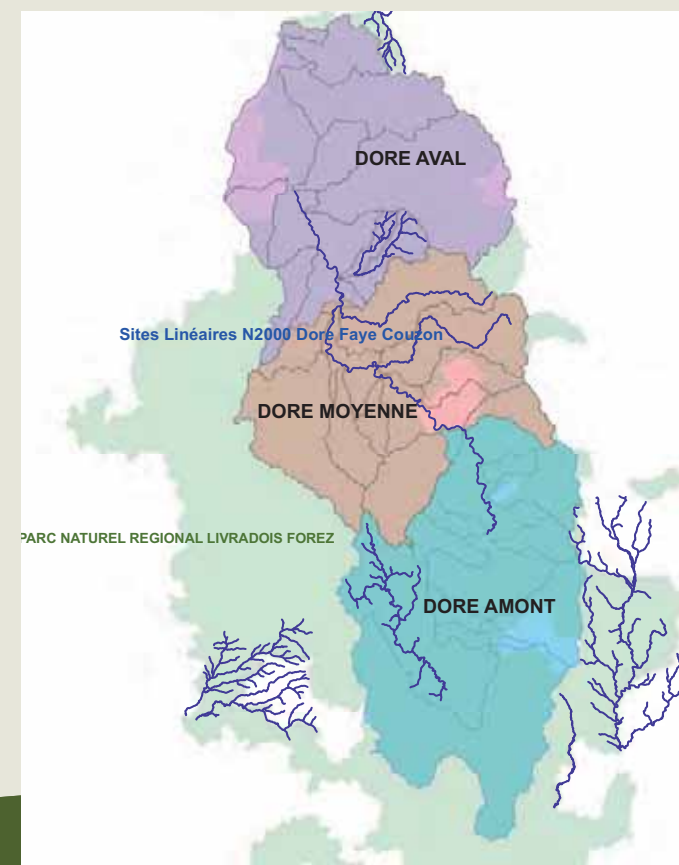 DORE AVAL
Sites Linéaires N2000 Dore Faye Couzon
DORE MOYENNE
PARC NATUREL REGIONAL LIVRADOIS FOREZ
DORE AMONT